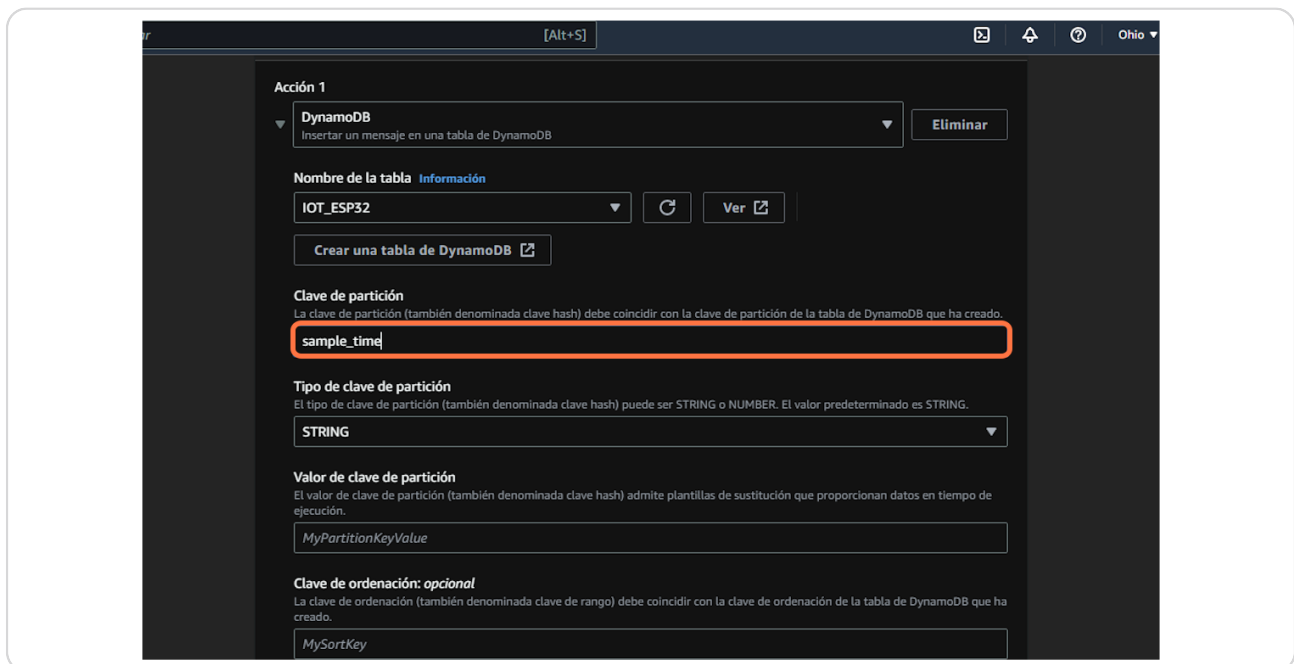 [Alt+S]
Ohio
Acción 1
DynamoDB
Insertar un mensaje en una tabla de DynamoDB
Eliminar
Nombre de la tabla Información
IOT_ESP32
Ver
Crear una tabla de DynamoDB
Clave de partición
La clave de partición (también denominada clave hash) debe coincidir con la clave de partición de la tabla de DynamoDB que ha creado.
sample_time
Tipo de clave de partición
El tipo de clave de partición (también denominada clave hash) puede ser STRING o NUMBER. El valor predeterminado es STRING.
STRING
Valor de clave de partición
El valor de clave de partición (también denominada clave hash) admite plantillas de sustitución que proporcionan datos en tiempo de
ejecución.
MyPartitionKeyValue
Clave de ordenación: opcional
La clave de ordenación (también denominada clave de rango) debe coincidir con la clave de ordenación de la tabla de DynamoDB que ha
creado.
MySortKey